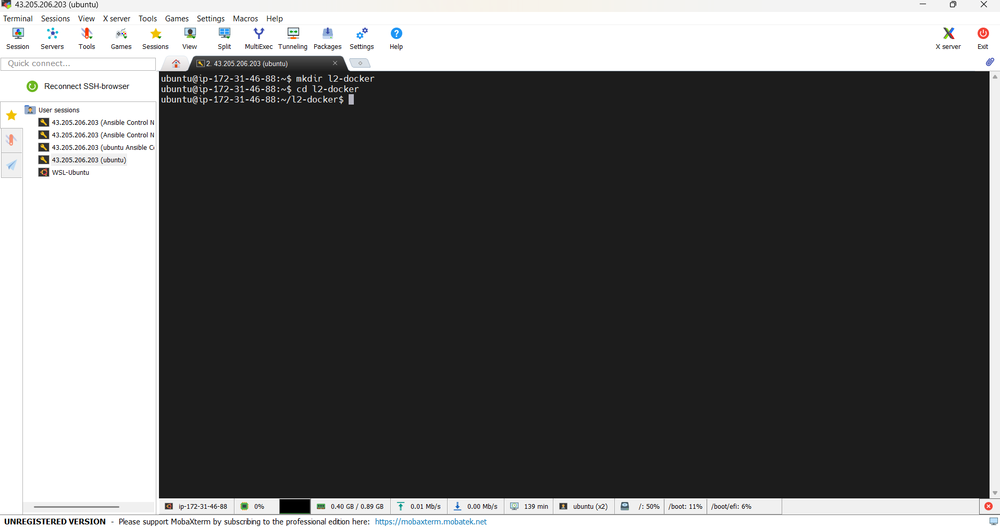 43.205.206.203 (ubuntu)
Terminal Sessions View X server Tools Games Settings Macros Help
Session Servers Tools Games Sessions View Split MultiExec Tunneling Packages Settings Help X server Exit
Quick connect...
2. 43.205.206.203 (ubuntu)
Reconnect SSH-browser
User sessions
43.205.206.203 (Ansible Control N
43.205.206.203 (Ansible Control N
43.205.206.203 (ubuntu Ansible C
43.205.206.203 (ubuntu)
WSL-Ubuntu
ubuntu@ip-172-31-46-88:~$ mkdir l2-docker
ubuntu@ip-172-31-46-88:~$ cd l2-docker
ubuntu@ip-172-31-46-88:~/l2-docker$
ip-172-31-46-88 0% 0.40 GB / 0.89 GB 0.01 Mb/s 0.00 Mb/s 139 min ubuntu (x2) /: 50% /boot: 11% /boot/efi: 6%
UNREGISTERED VERSION - Please support MobaXterm by subscribing to the professional edition here: https://mobaxterm.mobatek.net